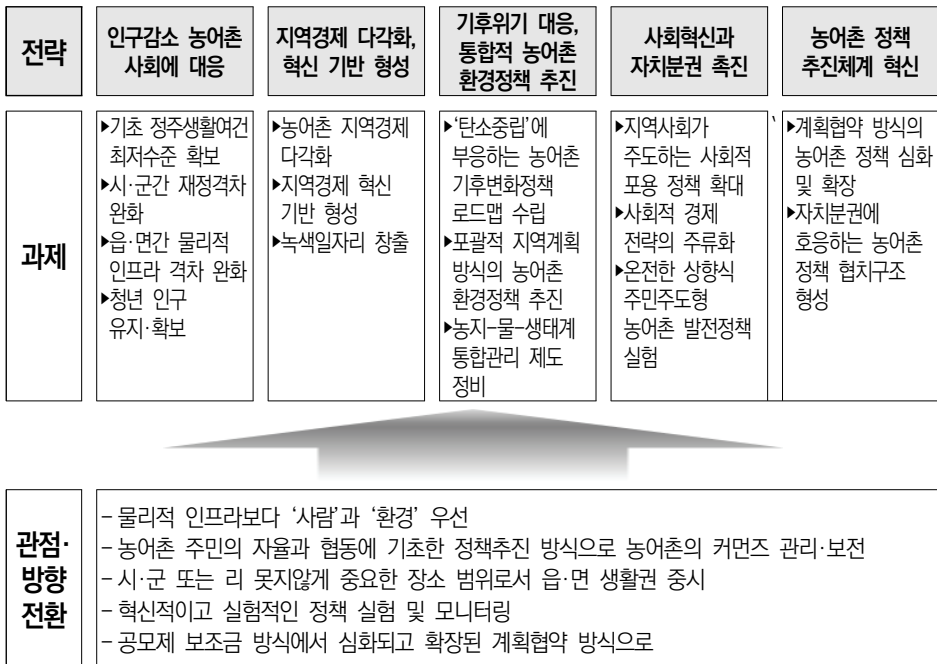 전략
인구감소 농어촌
사회에 대응
지역경제 다각화,
혁신 기반 형성
기후위기 대응,
통합적 농어촌
환경정책 추진
사회혁신과
자치분권 촉진
농어촌 정책
추진체계 혁신
과제
▶기초 정주생활여건
최저수준 확보
▶시·군간 재정격차
완화
▶읍·면간 물리적
인프라 격차 완화
▶청년 인구
유지·확보
▶농어촌 지역경제
다각화
▶지역경제 혁신
기반 형성
▶녹색일자리 창출
▶'탄소중립'에
부응하는 농어촌
기후변화정책
로드맵 수립
▶포괄적 지역계획
방식의 농어촌
환경정책 추진
▶농지-물-생태계
통합관리 제도
정비
▶지역사회가
주도하는 사회적
포용 정책 확대
▶사회적 경제
전략의 주류화
▶온전한 상향식
주민주도형
농어촌 발전정책
실험
`
▶계획협약 방식의
농어촌 정책 심화
및 확장
▶자치분권에
호응하는 농어촌
정책 협치구조
형성
관점·
방향
전환
- 물리적 인프라보다 '사람'과 '환경' 우선
- 농어촌 주민의 자율과 협동에 기초한 정책추진 방식으로 농어촌의 커먼즈 관리·보전
- 시·군 또는 리 못지않게 중요한 장소 범위로서 읍·면 생활권 중시
- 혁신적이고 실험적인 정책 실험 및 모니터링
- 공모제 보조금 방식에서 심화되고 확장된 계획협약 방식으로